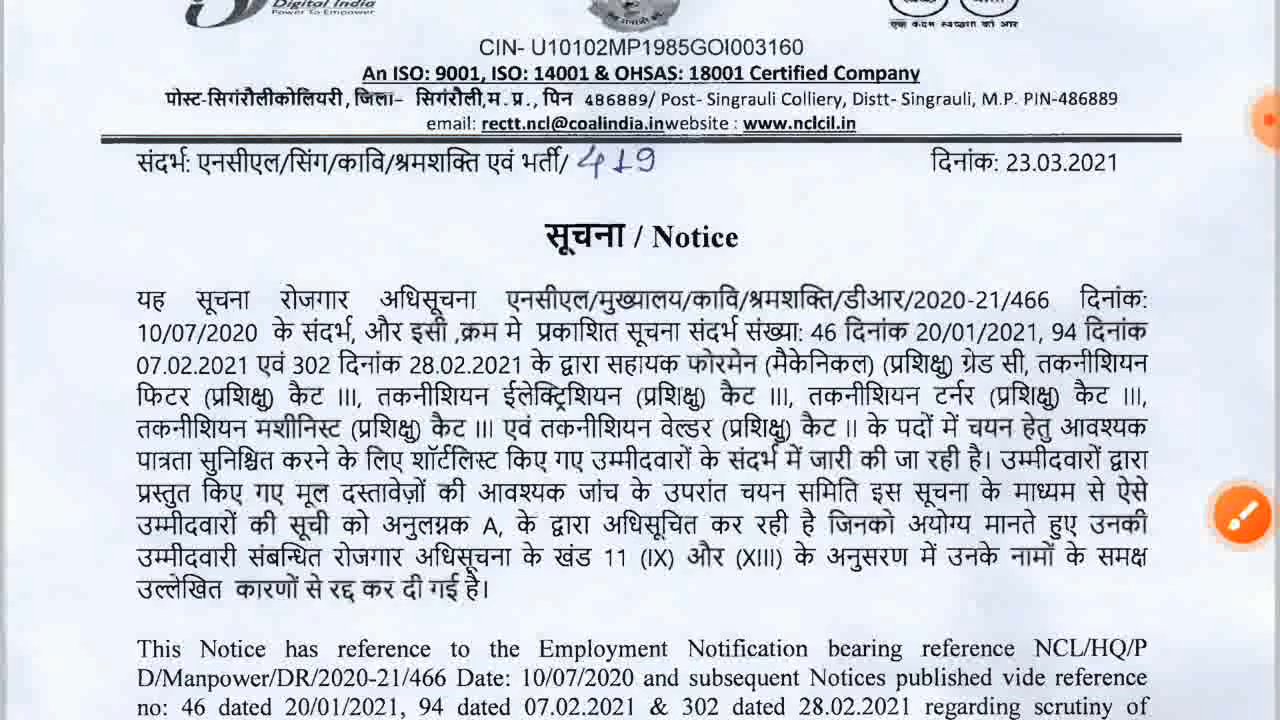 Digital India
Power To Empower
एक कदम स्वच्छता की ओर
CIN- U10102MP1985GOI003160
An ISO: 9001, ISO: 14001 & OHSAS: 18001 Certified Company
पोस्ट-सिगंरौलीकोलियरी, जिला- सिगंरौली,म.प्र., पिन 486889/ Post- Singrauli Colliery, Distt- Singrauli, M.P. PIN-486889
email: rectt.ncl@coalindia.inwebsite : www.nclcil.in
संदर्भ: एनसीएल/सिंग/कावि/श्रमशक्ति एवं भर्ती/ 419 दिनांक: 23.03.2021
सूचना / Notice
यह सूचना रोजगार अधिसूचना एनसीएल/मुख्यालय/कावि/श्रमशक्ति/डीआर/2020-21/466 दिनांक:
10/07/2020 के संदर्भ, और इसी ,क्रम मे प्रकाशित सूचना संदर्भ संख्या: 46 दिनांक 20/01/2021, 94 दिनांक
07.02.2021 एवं 302 दिनांक 28.02.2021 के द्वारा सहायक फोरमेन (मैकेनिकल) (प्रशिक्षु) ग्रेड सी, तकनीशियन
फिटर (प्रशिक्षु) कैट III, तकनीशियन ईलेक्ट्रिशियन (प्रशिक्षु) कैट III, तकनीशियन टर्नर (प्रशिक्षु) कैट III,
तकनीशियन मशीनिस्ट (प्रशिक्षु) कैट III एवं तकनीशियन वेल्डर (प्रशिक्षु) कैट II के पदों में चयन हेतु आवश्यक
पात्रता सुनिश्चित करने के लिए शॉर्टलिस्ट किए गए उम्मीदवारों के संदर्भ में जारी की जा रही है। उम्मीदवारों द्वारा
प्रस्तुत किए गए मूल दस्तावेज़ों की आवश्यक जांच के उपरांत चयन समिति इस सूचना के माध्यम से ऐसे
उम्मीदवारों की सूची को अनुलग्नक A, के द्वारा अधिसूचित कर रही है जिनको अयोग्य मानते हुए उनकी
उम्मीदवारी संबन्धित रोजगार अधिसूचना के खंड 11 (IX) और (XIII) के अनुसरण में उनके नामों के समक्ष
उल्लेखित कारणों से रद्द कर दी गई है।
This Notice has reference to the Employment Notification bearing reference NCL/HQ/P
D/Manpower/DR/2020-21/466 Date: 10/07/2020 and subsequent Notices published vide reference
no: 46 dated 20/01/2021, 94 dated 07.02.2021 & 302 dated 28.02.2021 regarding scrutiny of